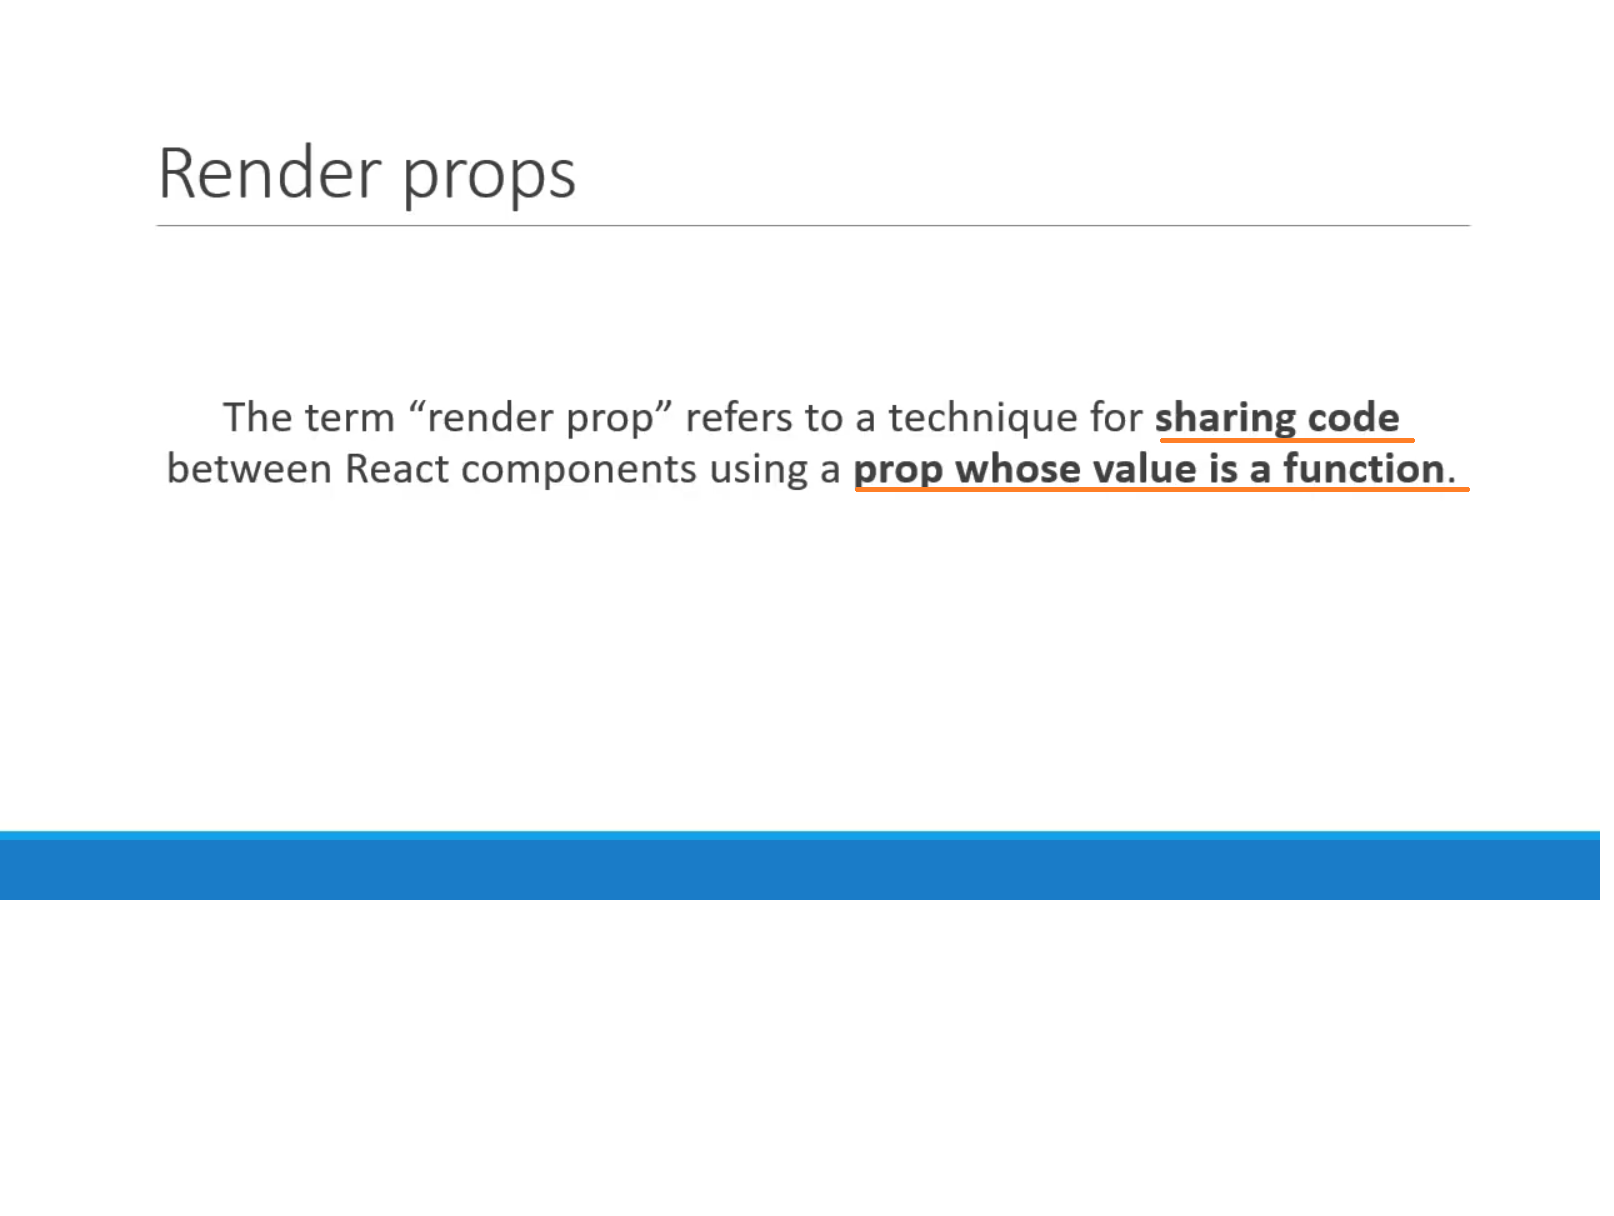 Render props
The term “render prop” refers to a technique for sharing code
between React components using a prop whose value is a function.